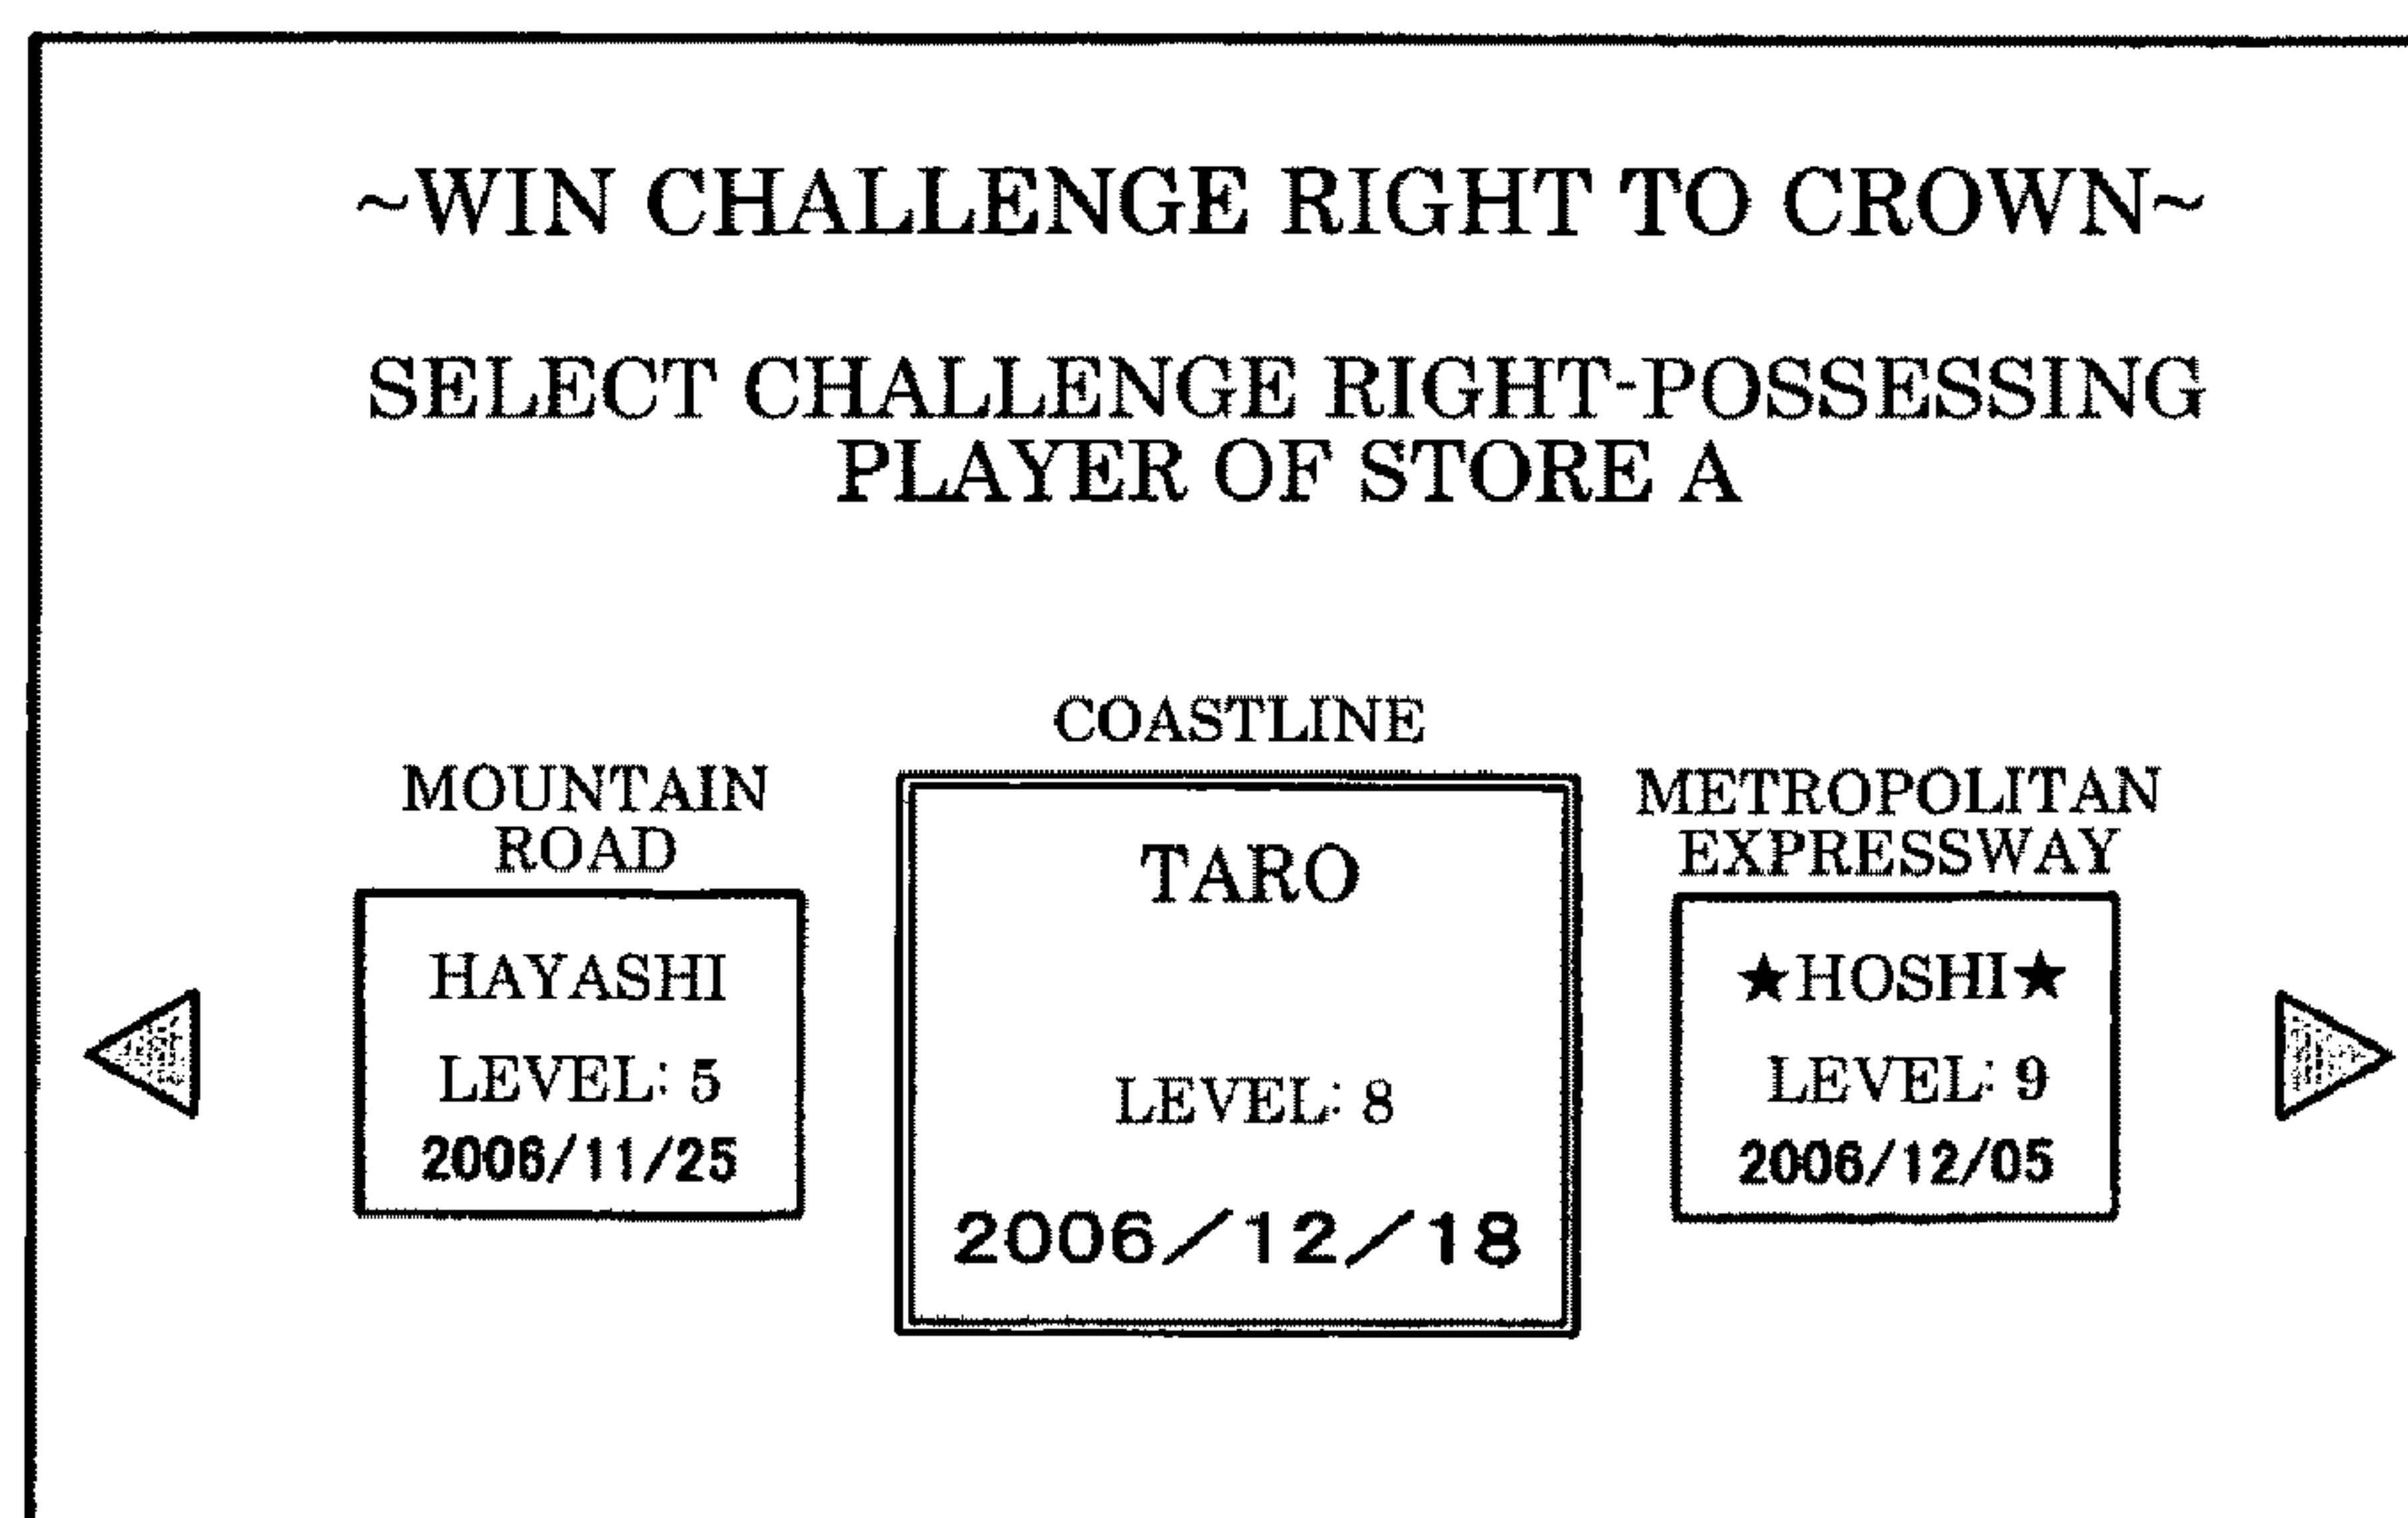 ~WIN CHALLENGE RIGHT TO CROWN~
SELECT CHALLENGE RIGHT-POSSESSING
PLAYER OF STORE A
MOUNTAIN
ROAD
HAYASHI
LEVEL: 5
2006/11/25
COASTLINE
TARO
LEVEL: 8
2006/12/18
METROPOLITAN
EXPRESSWAY
★HOSHI★
LEVEL: 9
2006/12/05